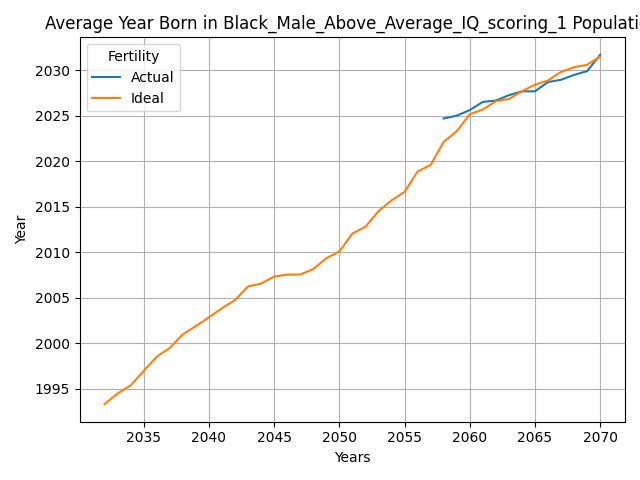 Average Year Born in Black_Male_Above_Average_IQ_scoring_1 Populati
Fertility
Actual
Ideal
Year
2030
2025
2020
2015
2010
2005
2000
1995
2035 2040 2045 2050 2055 2060 2065 2070
Years